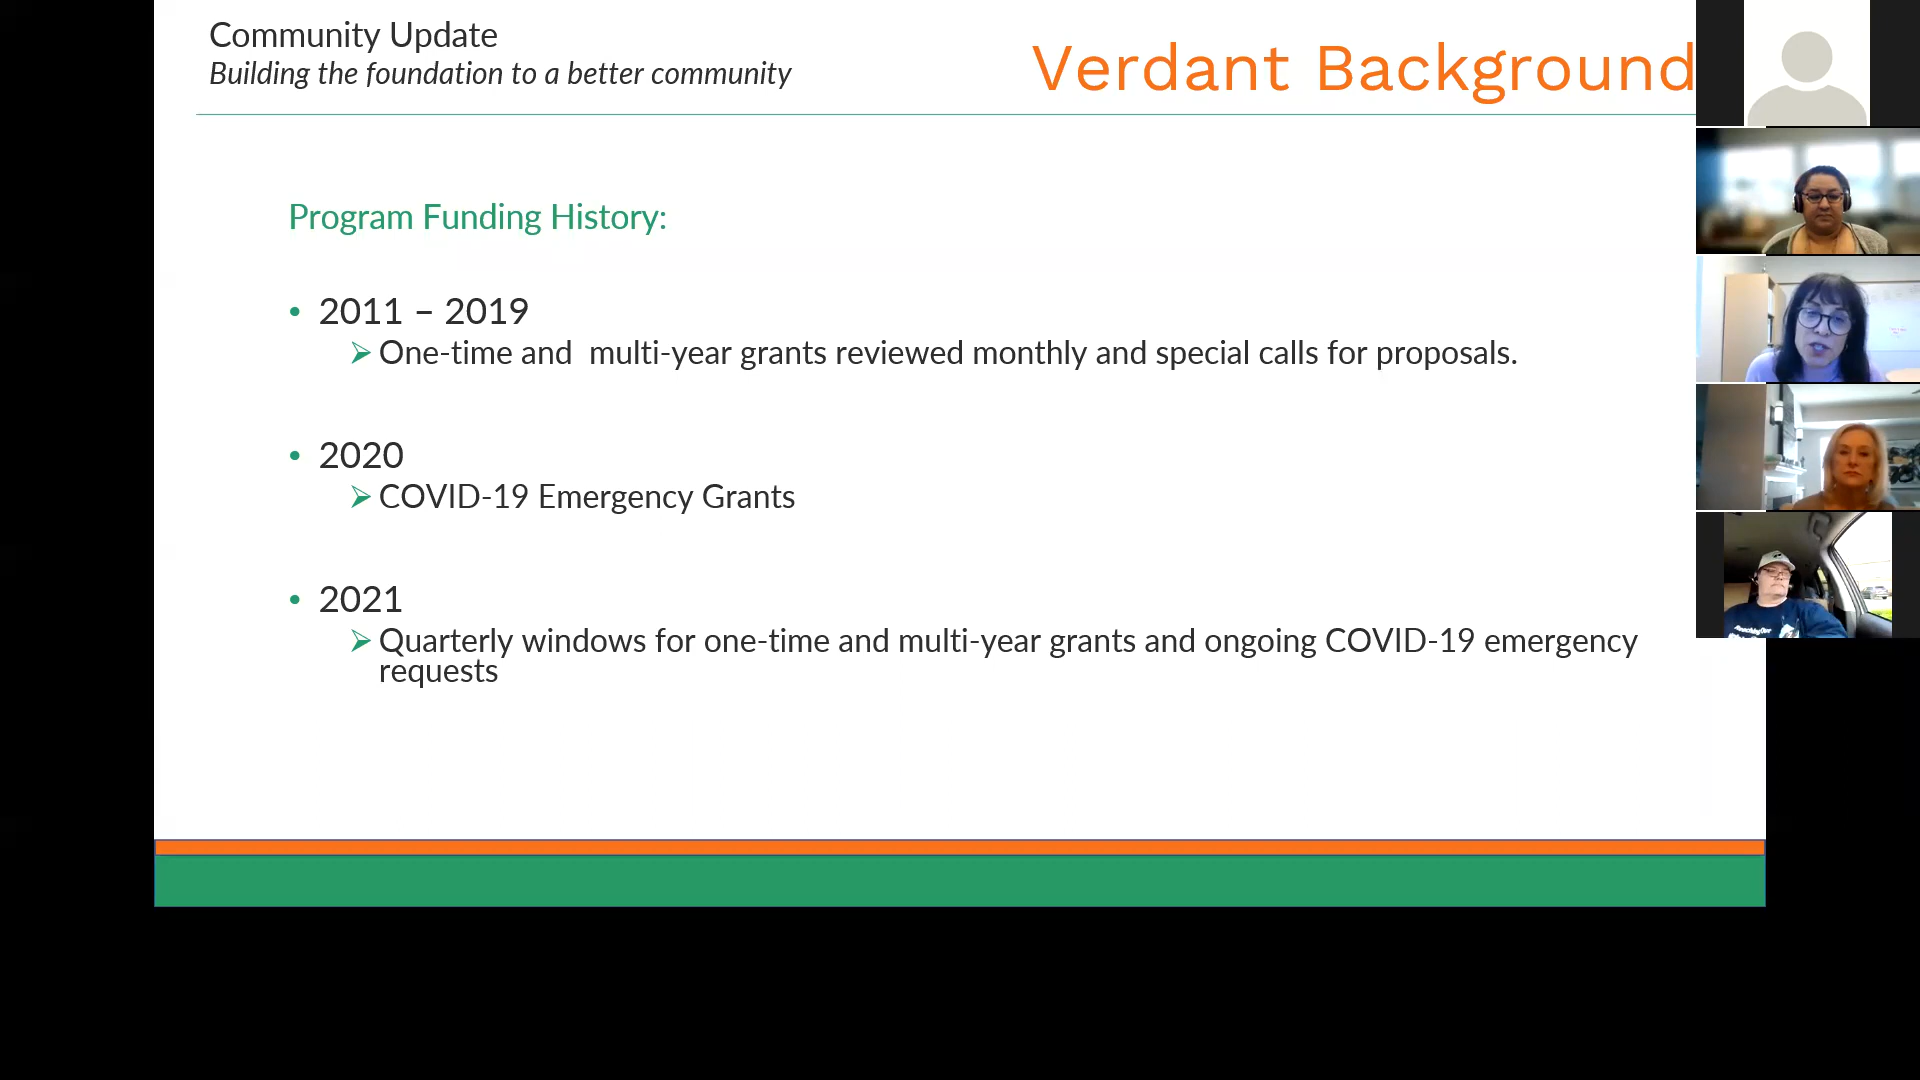 Community Update
Building the foundation to a better community
Verdant Background
Program Funding History:
• 2011 – 2019
➢ One-time and  multi-year grants reviewed monthly and special calls for proposals.
• 2020
➢ COVID-19 Emergency Grants
• 2021
➢ Quarterly windows for one-time and multi-year grants and ongoing COVID-19 emergency
requests